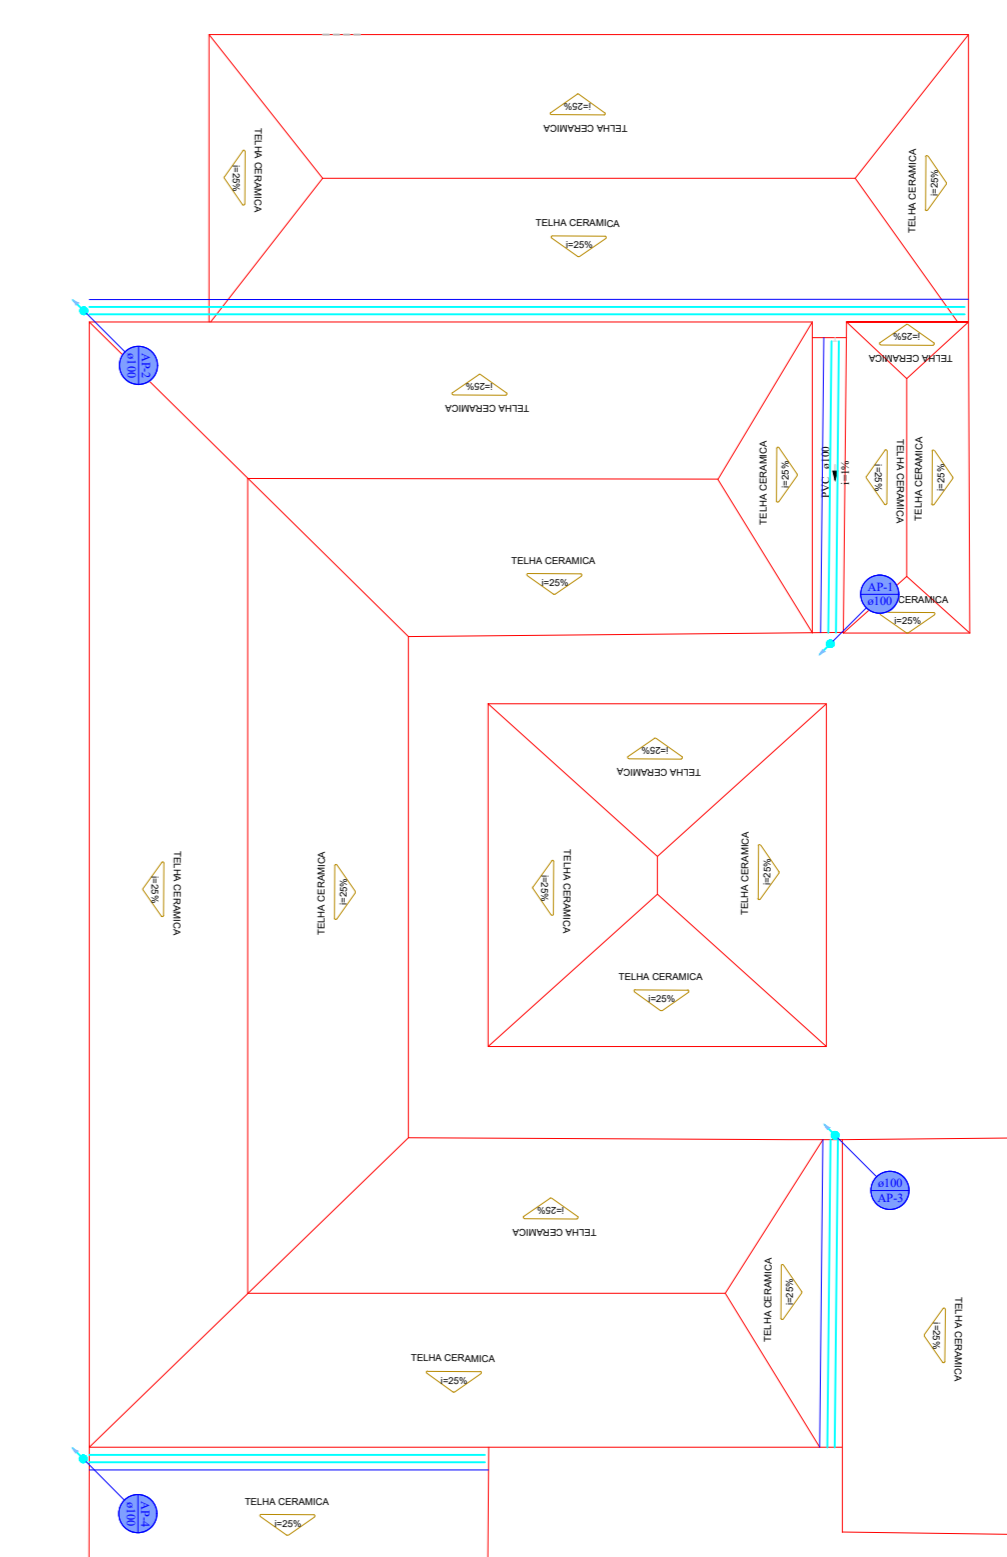 i=25%
TELHA CERAMICA
TELHA CERAMICA
i=25%
TELHA CERAMICA
i=25%
TELHA CERAMICA
i=25%
AP-2
ø100
i=25%
TELHA CERAMICA
i=25%
TELHA CERAMICA
TELHA CERAMICA
i=25%
PVC ø100
i=1%
TELHA CERAMICA
i=25%
TELHA CERAMICA
i=25%
TELHA CERAMICA
i=25%
AP-1
ø100
CERAMICA
i=25%
i=25%
TELHA CERAMICA
TELHA CERAMICA
i=25%
TELHA CERAMICA
i=25%
TELHA CERAMICA
i=25%
TELHA CERAMICA
i=25%
TELHA CERAMICA
i=25%
ø100
AP-3
i=25%
TELHA CERAMICA
TELHA CERAMICA
i=25%
TELHA CERAMICA
i=25%
TELHA CERAMICA
i=25%
AP-4
ø100
TELHA CERAMICA
i=25%